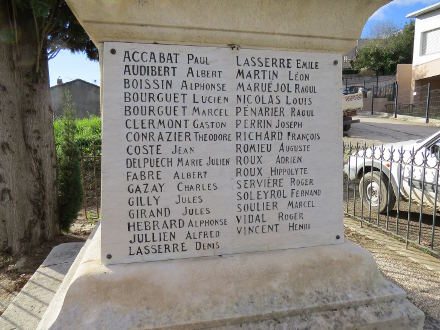 ACCABAT PAUL
AUDIBERT ALBERT
BOISSIN ALPHONSE
BOURGUET LUCIEN
BOURGUET MARCEL
CLERMONT GASTON
CONRAZIER THÉODORE
COSTE JEAN
DELPUECH MARIE JULIEN
FABRE ALBERT
GAZAY CHARLES
GILLY JULES
GIRAND JULES
HEBRARD ALPHONSE
JULLIEN ALFRED
LASSERRE DENIS
LASSERRE EMILE
MARTIN LÉON
MARUÉJOL RAOUL
NICOLAS LOUIS
PENARIER RAOUL
PERRIN JOSEPH
RICHARD FRANÇOIS
ROMIEU AUGUSTE
ROUX ADRIEN
ROUX HIPPOLYTE
SERVIÈRE ROGER
SOLEYROL FERNAND
SOULIER MARCEL
VIDAL ROGER
VINCENT HENRI